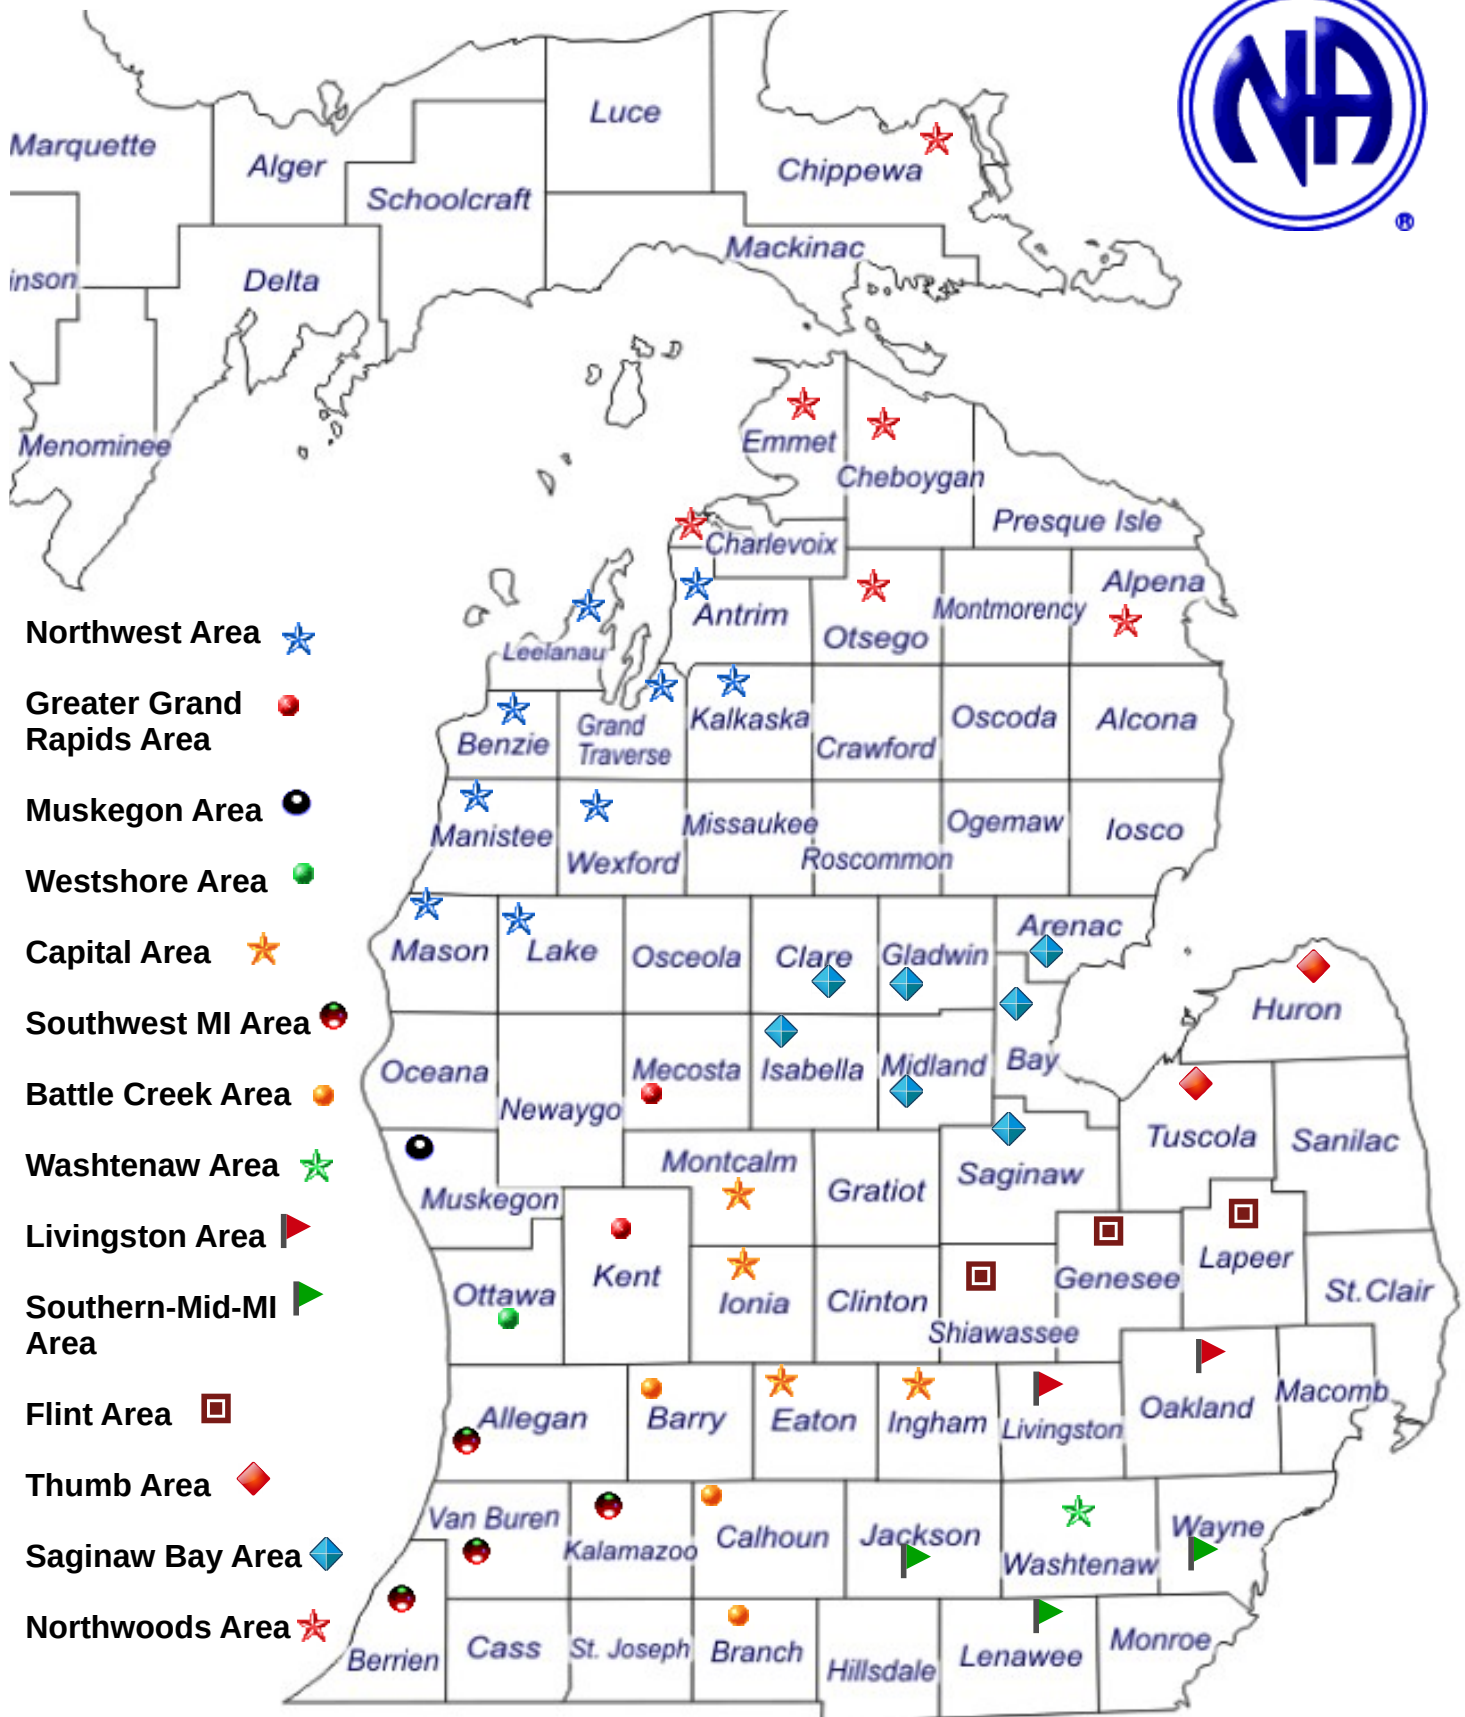 NA
®
Luce
Marquette
Alger
Chippewa
Schoolcraft
Mackinac
inson
Delta
Menominee
Emmet
Cheboygan
Presque Isle
Charlevoix
Alpena
Antrim
Montmorency
Otsego
Leelanau
Grand
Traverse
Kalkaska
Oscoda
Alcona
Benzie
Crawford
Manistee
Missaukee
Ogemaw
Iosco
Wexford
Roscommon
Mason
Lake
Osceola
Clare
Gladwin
Arenac
Huron
Oceana
Mecosta
Isabella
Midland
Bay
Newaygo
Tuscola
Sanilac
Muskegon
Montcalm
Gratiot
Saginaw
Ottawa
Kent
Ionia
Clinton
Shiawassee
Genesee
Lapeer
St.Clair
Allegan
Barry
Eaton
Ingham
Livingston
Oakland
Macomb
Van Buren
Kalamazoo
Calhoun
Jackson
Washtenaw
Wayne
Berrien
Cass
St. Joseph
Branch
Hillsdale
Lenawee
Monroe
Northwest Area
Greater Grand
Rapids Area
Muskegon Area
Westshore Area
Capital Area
Southwest MI Area
Battle Creek Area
Washtenaw Area
Livingston Area
Southern-Mid-MI
Area
Flint Area
Thumb Area
Saginaw Bay Area
Northwoods Area